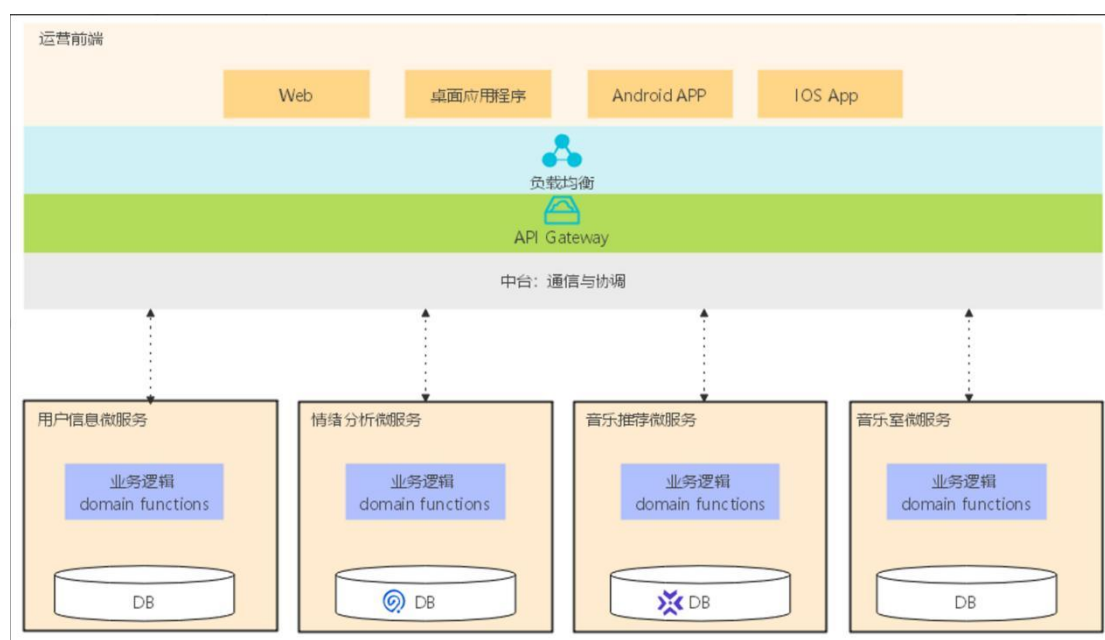 运营前端
Web
桌面应用程序
Android APP
IOS App
负载均衡
API Gateway
中台：通信与协调
用户信息微服务
业务逻辑
domain functions
DB
情绪分析微服务
业务逻辑
domain functions
DB
音乐推荐微服务
业务逻辑
domain functions
DB
音乐室微服务
业务逻辑
domain functions
DB